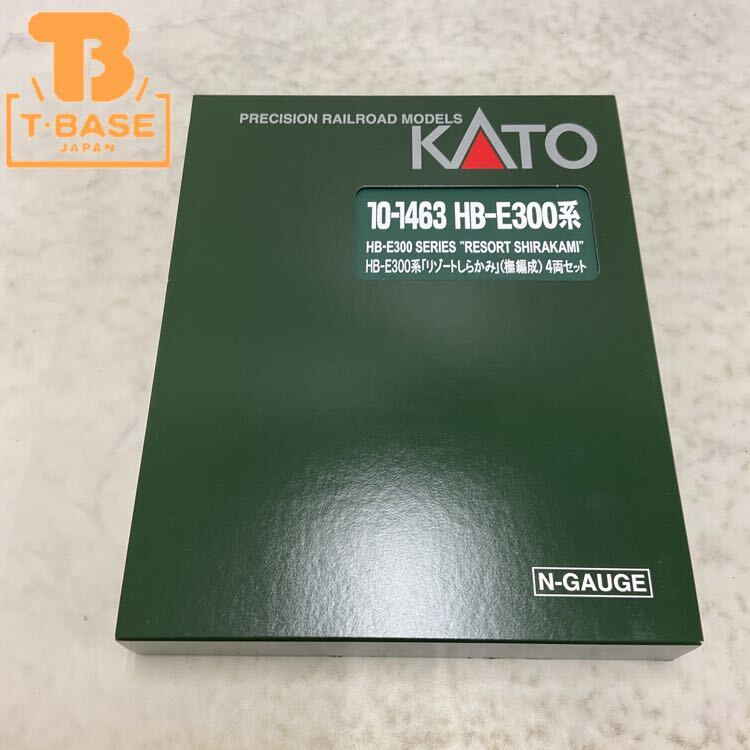 TB
T·BASE
JAPAN
PRECISION RAILROAD MODELS
KATO
10-1463 HB-E300系
HB-E300 SERIES "RESORT SHIRAKAMI"
HB-E300系「リゾートしらかみ」(橅編成) 4両セット
N-GAUGE